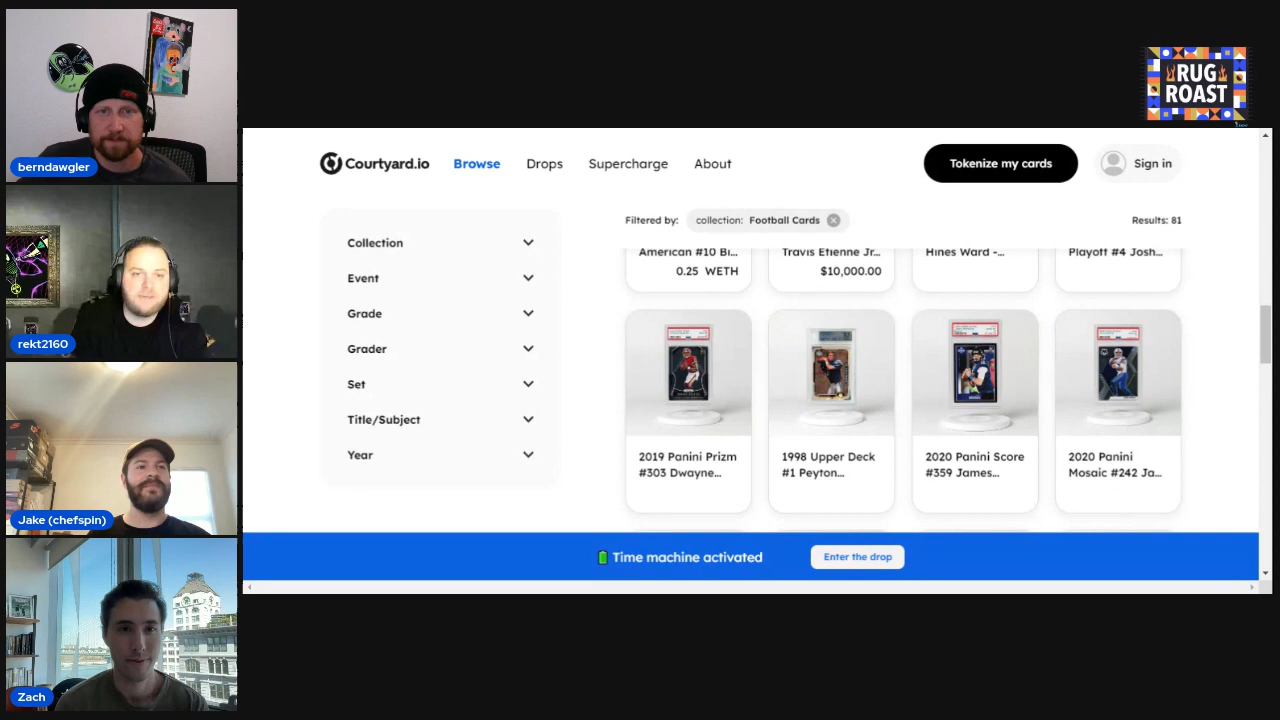 berndawgler
rekt2160
Jake (chefspin)
Zach
RUG
ROAST
Courtyard.io
Browse
Drops
Supercharge
About
Tokenize my cards
Sign in
Collection
Event
Grade
Grader
Set
Title/Subject
Year
Filtered by:
collection: Football Cards
Results: 81
American #10 Bi...
0.25 WETH
Travis Etienne Jr...
$10,000.00
Hines Ward -...
Playoff #4 Josh...
2019 Panini Prizm
#303 Dwayne...
1998 Upper Deck
#1 Peyton...
2020 Panini Score
#359 James...
2020 Panini
Mosaic #242 Ja...
Time machine activated
Enter the drop